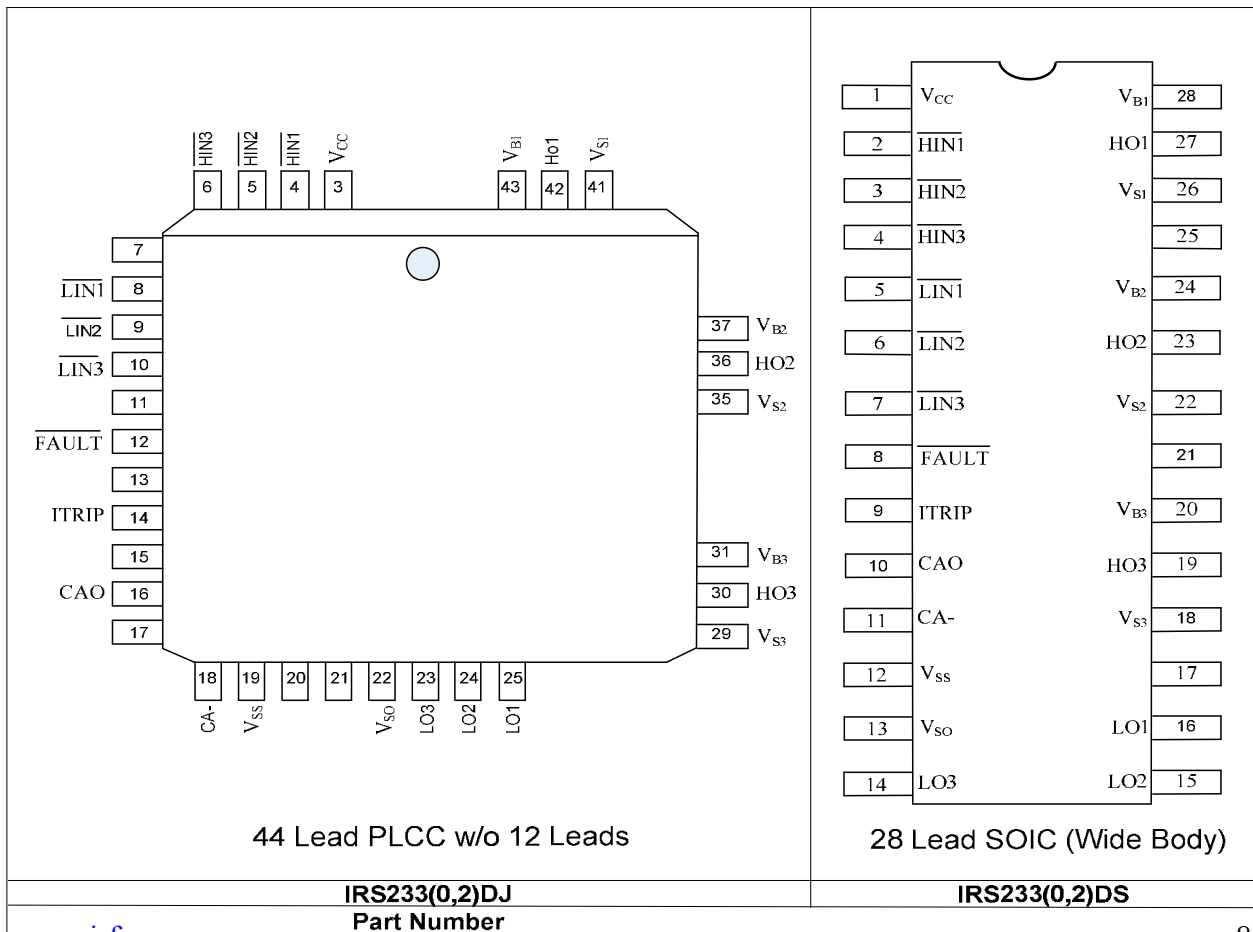 HIN3 HIN2 HIN1 VCC VB1 Ho1 VS1
6 5 4 3 43 42 41
7
LIN1 8
LIN2 9
LIN3 10
11
FAULT 12
13
ITRIP 14
15
CAO 16
17
37 VB2
36 HO2
35 VS2
31 VB3
30 HO3
29 VS3
18 19 20 21 22 23 24 25
CA- VSS VSO LO3 LO2 LO1
44 Lead PLCC w/o 12 Leads
1 VCC VB1 28
2 HIN1 HO1 27
3 HIN2 VS1 26
4 HIN3 25
5 LIN1 VB2 24
6 LIN2 HO2 23
7 LIN3 VS2 22
8 FAULT 21
9 ITRIP VB3 20
10 CAO HO3 19
11 CA- VS3 18
12 VSS 17
13 VSO LO1 16
14 LO3 LO2 15
28 Lead SOIC (Wide Body)
IRS233(0,2)DJ IRS233(0,2)DS
Part Number